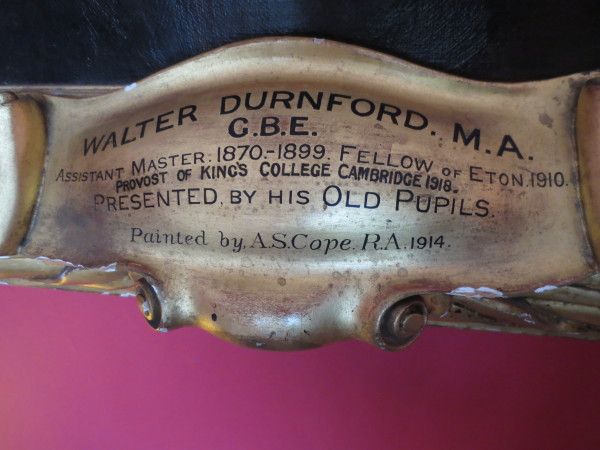 WALTER DURNFORD. M.A.
G.B.E.
ASSISTANT MASTER: 1870.-1899. FELLOW OF ETON. 1910.
PROVOST OF KING'S COLLEGE CAMBRIDGE 1918.
PRESENTED, BY HIS OLD PUPILS.
Painted by, A.S.Cope. R.A. 1914.